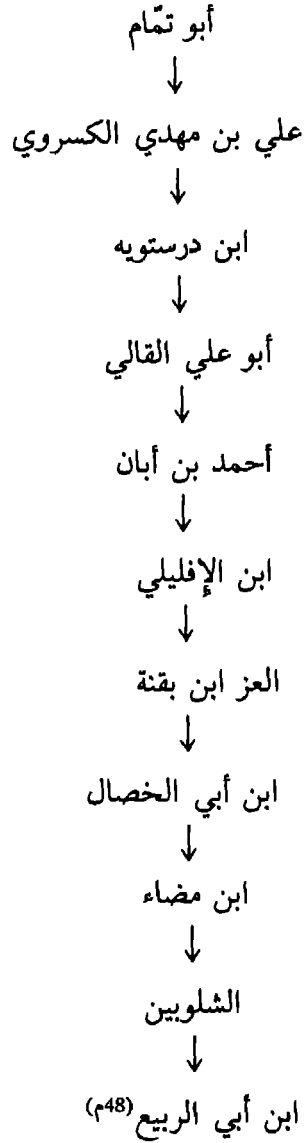 أبو تمّام
↓
علي بن مهدي الكسروي
↓
ابن درستويه
↓
أبو علي القالي
↓
أحمد بن أبان
↓
ابن الإفليلي
↓
العز ابن بقنة
↓
ابن أبي الخصال
↓
ابن مضاء
↓
الشلوبين
↓
ابن أبي الربيع (48م)